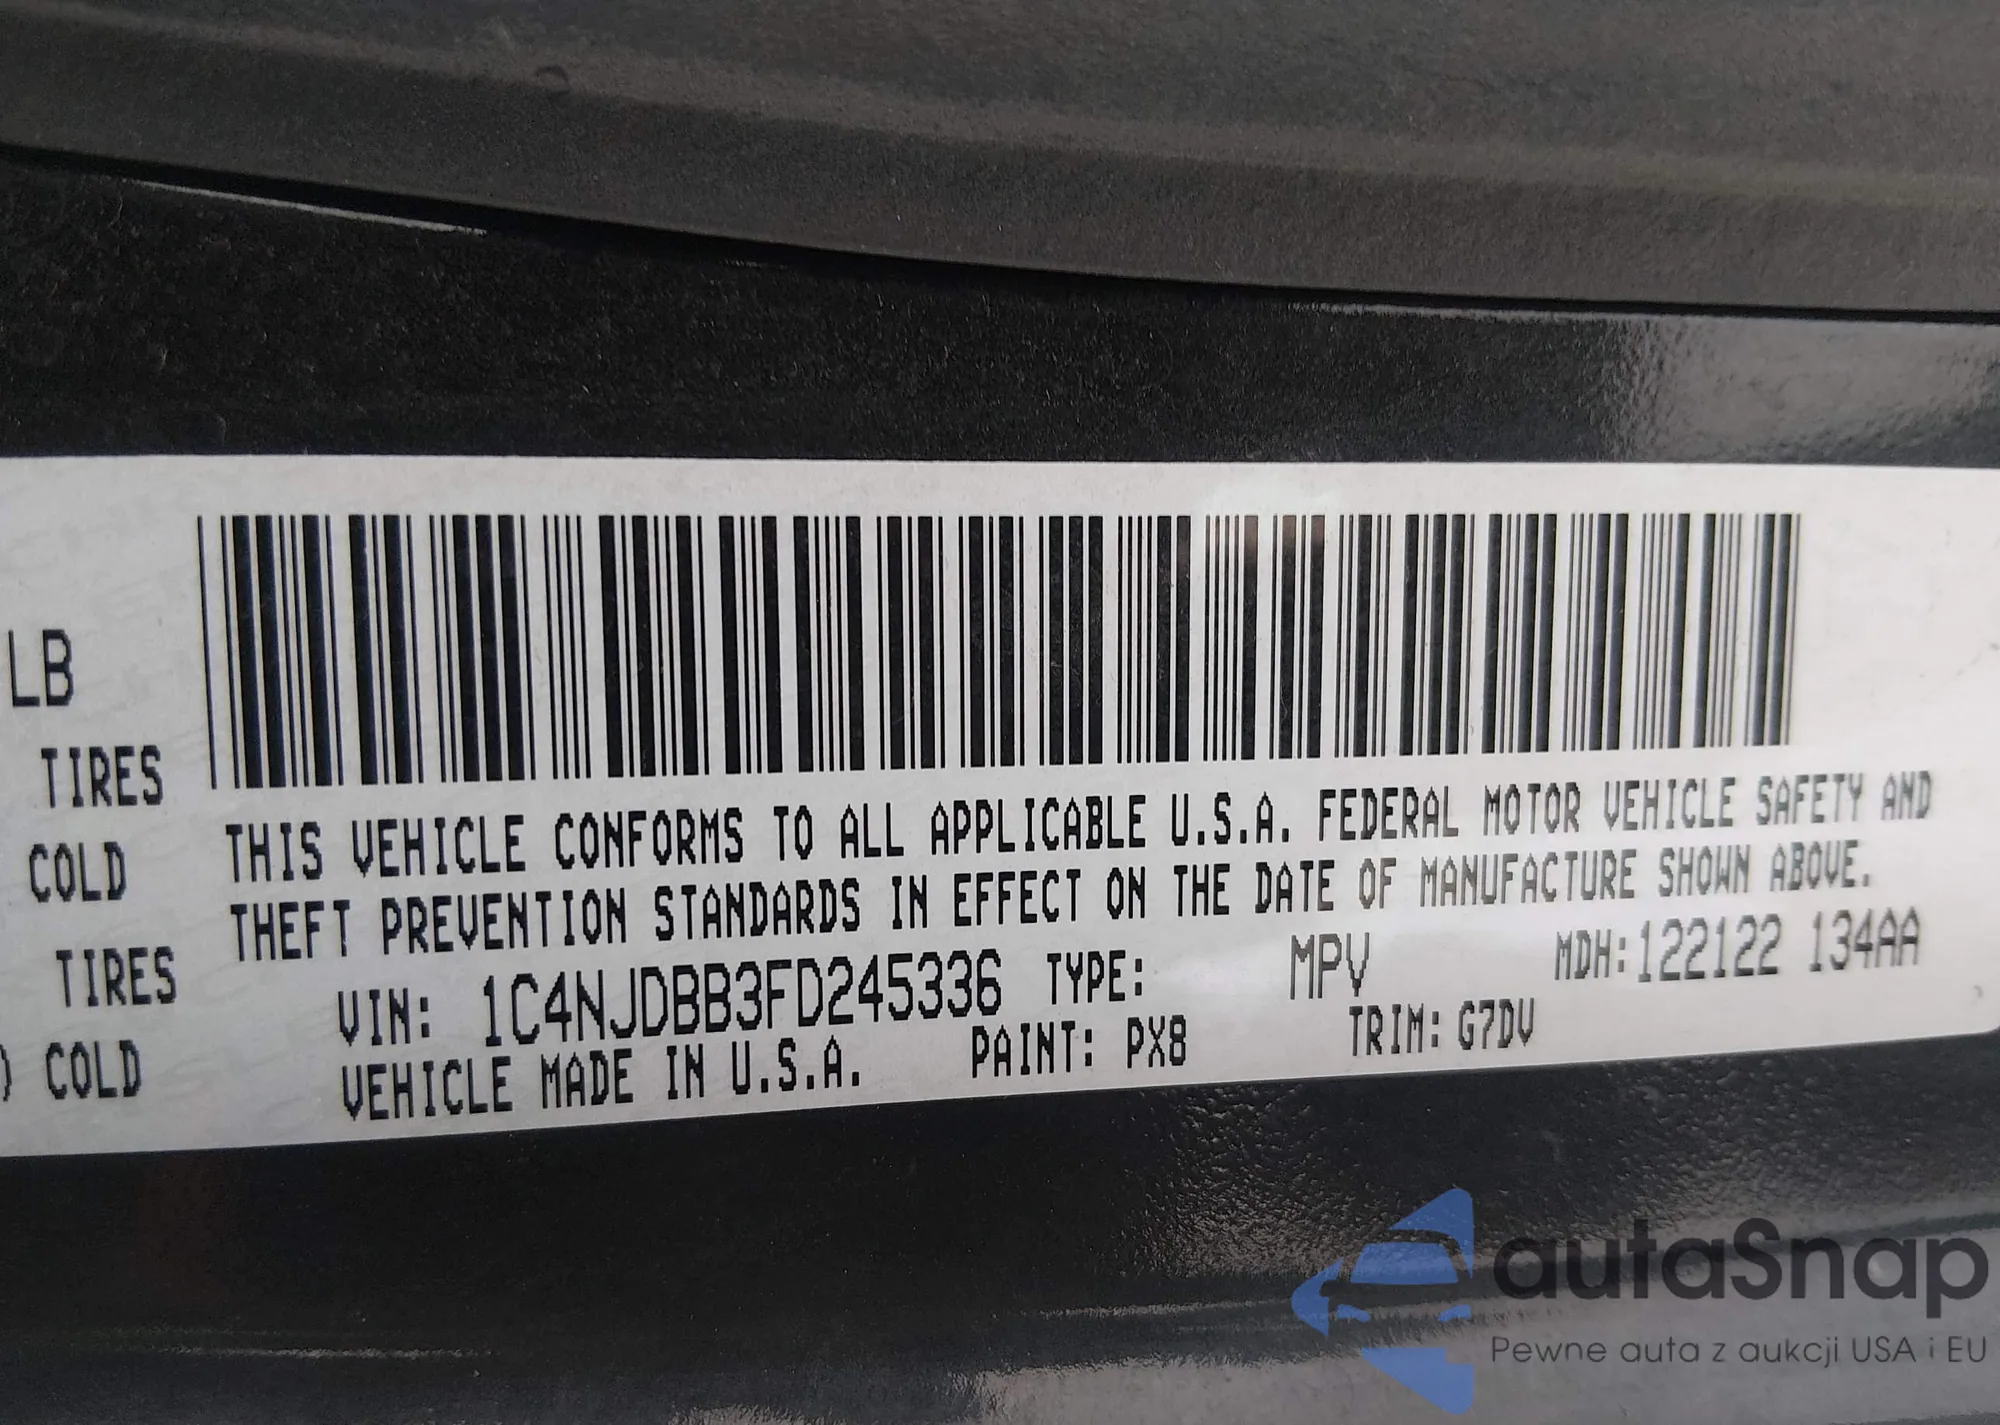 LB
TIRES
COLD
TIRES
) COLD
THIS VEHICLE CONFORMS TO ALL APPLICABLE U.S.A. FEDERAL MOTOR VEHICLE SAFETY AND
THEFT PREVENTION STANDARDS IN EFFECT ON THE DATE OF MANUFACTURE SHOWN ABOVE.
VIN: 1C4NJDBB3FD245336 TYPE: MPV MDH:122122 134AA
VEHICLE MADE IN U.S.A. PAINT: PX8 TRIM: G7DV
autaSnap
Pewne auta z aukcji USA i EU